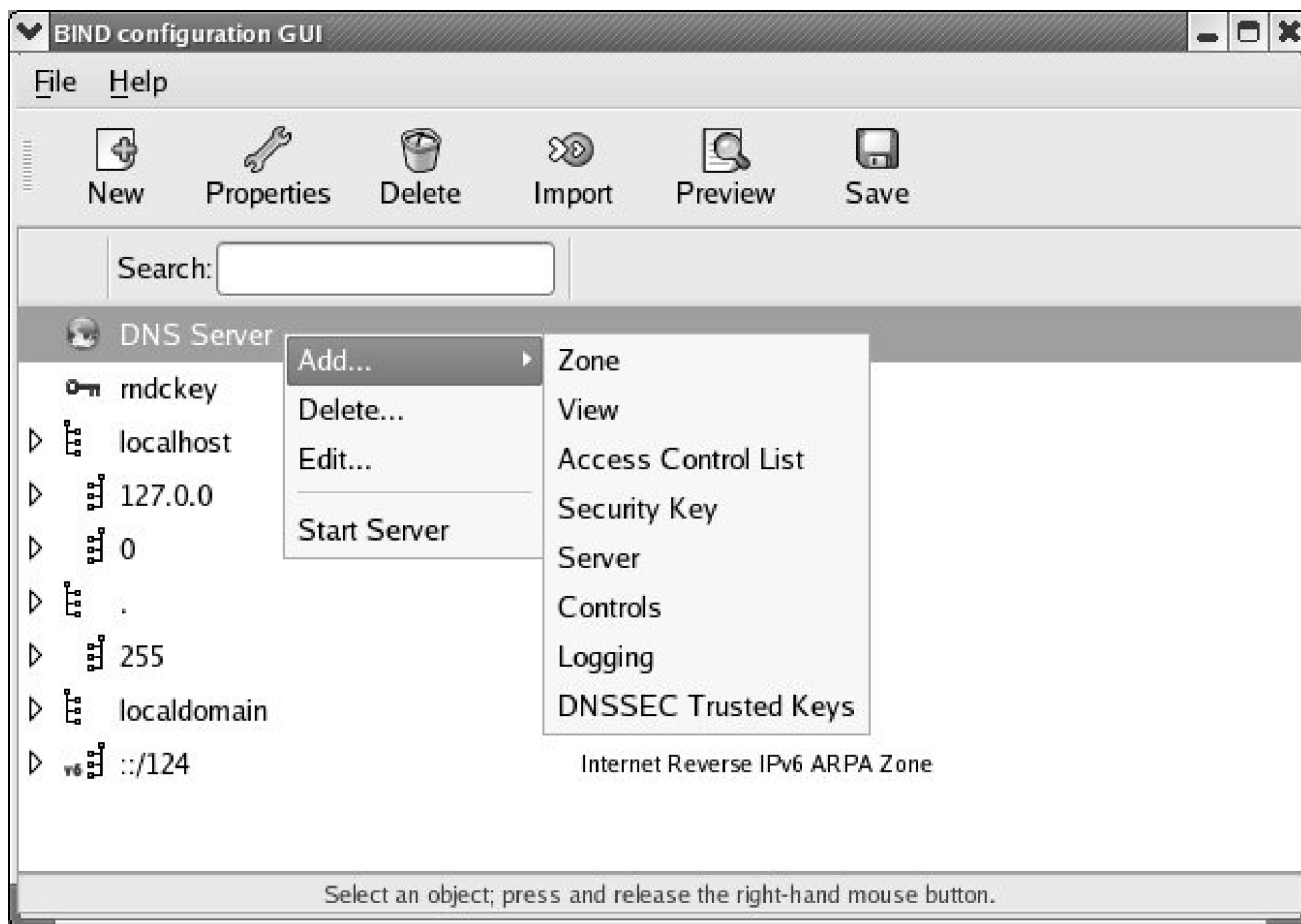 BIND configuration GUI
File Help
New Properties Delete Import Preview Save
Search:
DNS Server
Add...
Delete...
Edit...
Start Server
Zone
View
Access Control List
Security Key
Server
Controls
Logging
DNSSEC Trusted Keys
rndckey
localhost
127.0.0
0
.
255
localdomain
v6 ::/124 Internet Reverse IPv6 ARPA Zone
Select an object; press and release the right-hand mouse button.